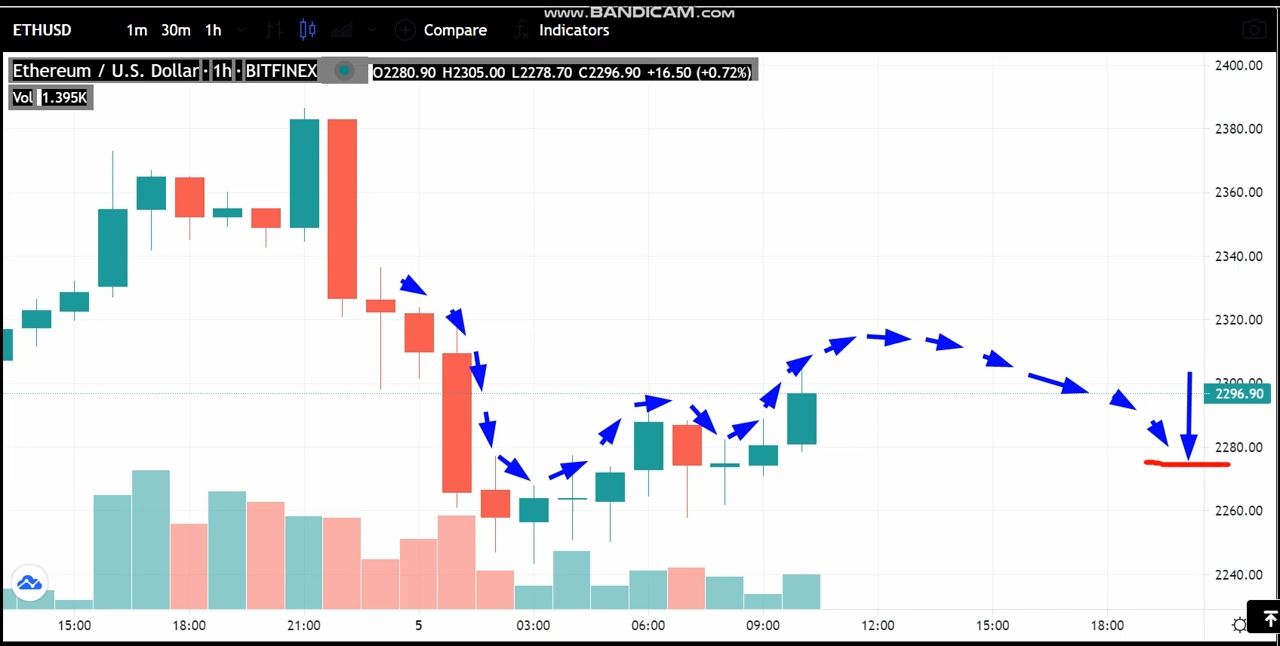 www.BANDICAM.com
ETHUSD 1m 30m 1h Compare Indicators
Ethereum / U.S. Dollar · 1h · BITFINEX O2280.90 H2305.00 L2278.70 C2296.90 +16.50 (+0.72%)
Vol 1.395K
2400.00
2380.00
2360.00
2340.00
2320.00
2300.00
2296.90
2280.00
2260.00
2240.00
15:00 18:00 21:00 5 03:00 06:00 09:00 12:00 15:00 18:00